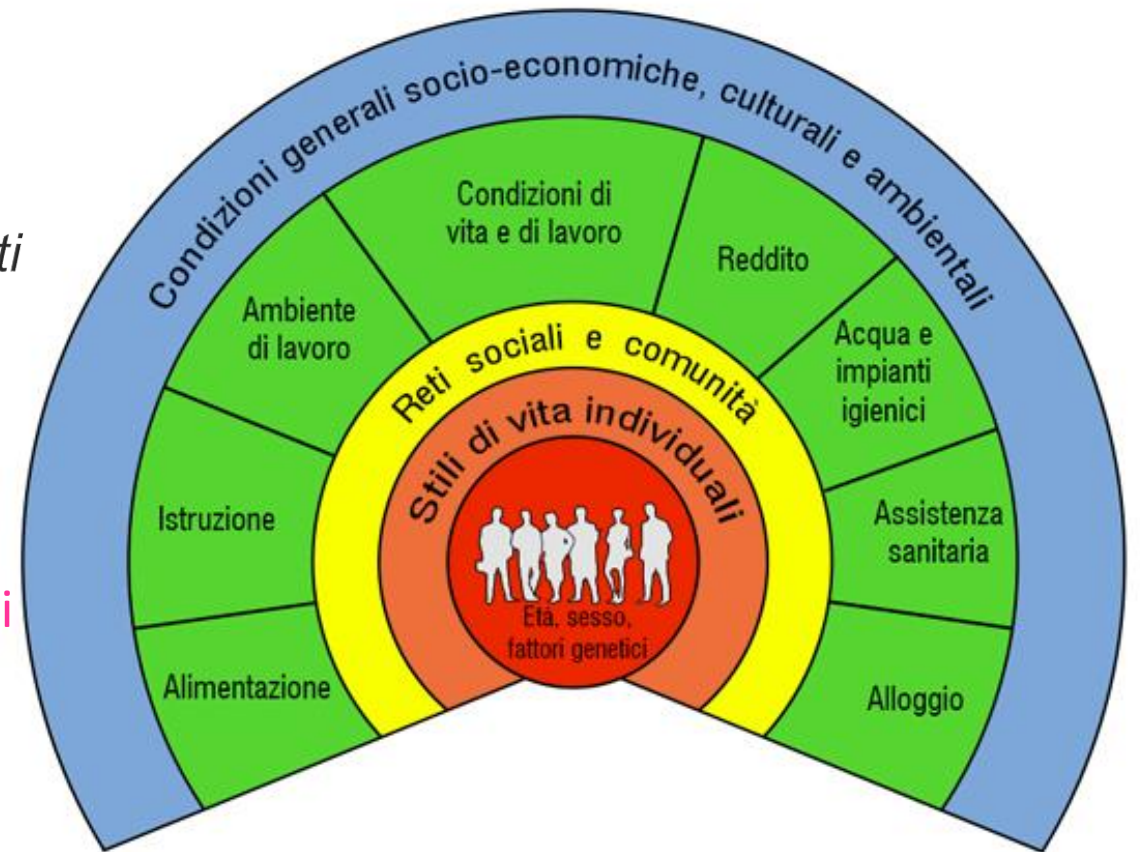 Condizioni generali socio-economiche, culturali e ambientali
ti
i
Condizioni di
vita e di lavoro
Reddito
Ambiente
di lavoro
Acqua e
impianti
igienici
Reti sociali e comunità
Stili di vita individuali
Istruzione
Assistenza
sanitaria
Età, sesso,
fattori genetici
Alimentazione
Alloggio